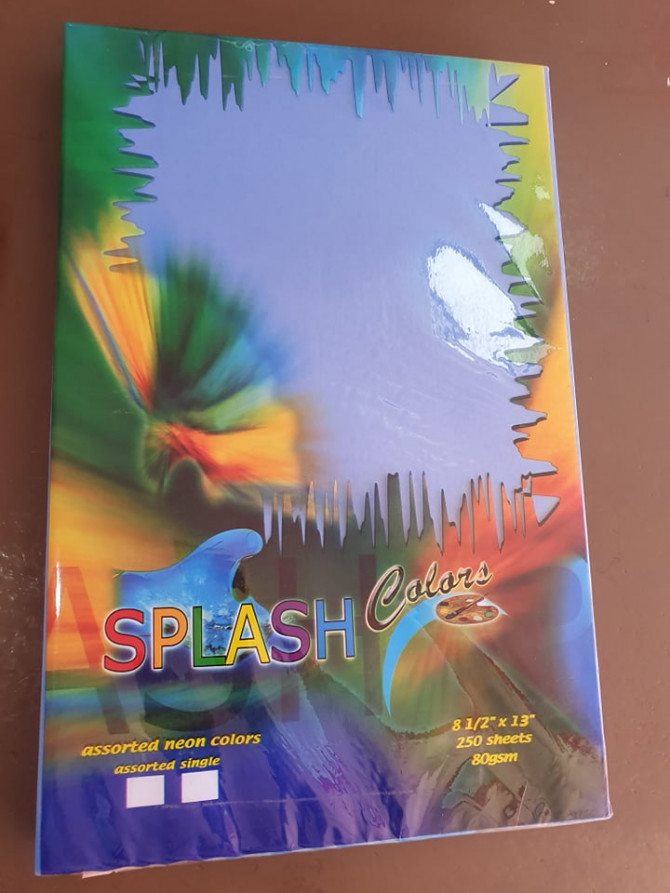 SPLASH Colors
assorted neon colors
assorted single
8 1/2" x 13"
250 sheets
80gsm